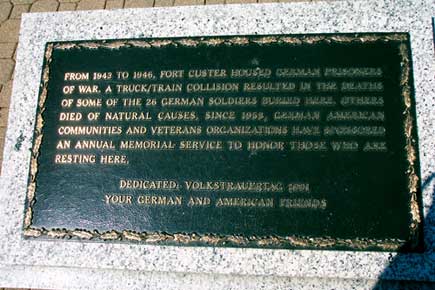 FROM 1943 TO 1946, FORT CUSTER HOUSED GERMAN PRISONERS
OF WAR. A TRUCK/TRAIN COLLISION RESULTED IN THE DEATHS
OF SOME OF THE 26 GERMAN SOLDIERS BURIED HERE. OTHERS
DIED OF NATURAL CAUSES. SINCE 1953, GERMAN AMERICAN
COMMUNITIES AND VETERANS ORGANIZATIONS HAVE SPONSORED
AN ANNUAL MEMORIAL SERVICE TO HONOR THOSE WHO ARE
RESTING HERE.
DEDICATED: VOLKSTRAUERTAG
YOUR GERMAN AND AMERICAN FRIENDS